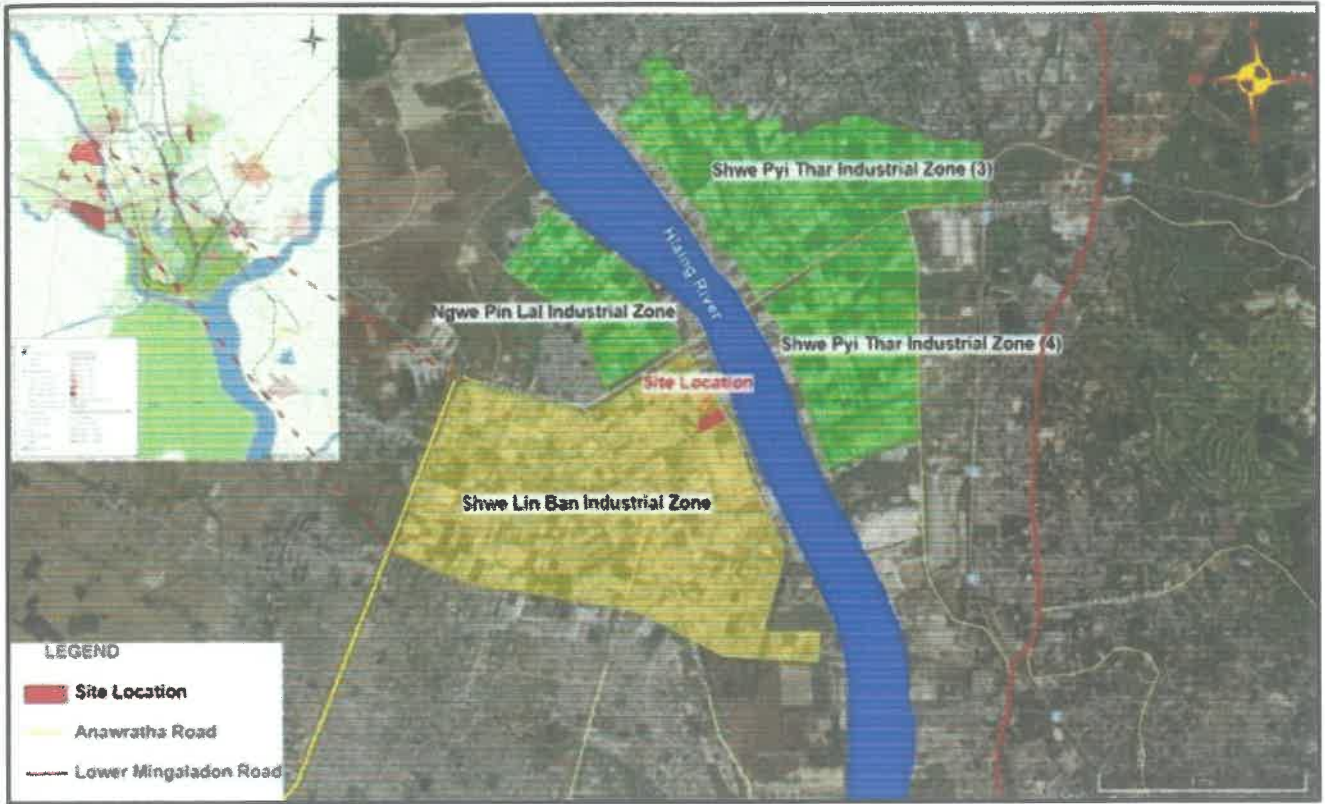 Shwe Pyi Thar Industrial Zone (3)
Hlaing River
Ngwe Pin Lal Industrial Zone
Shwe Pyi Thar Industrial Zone (4)
Site Location
Shwe Lin Ban Industrial Zone
LEGEND
Site Location
Anawratha Road
Lower Mingaladon Road